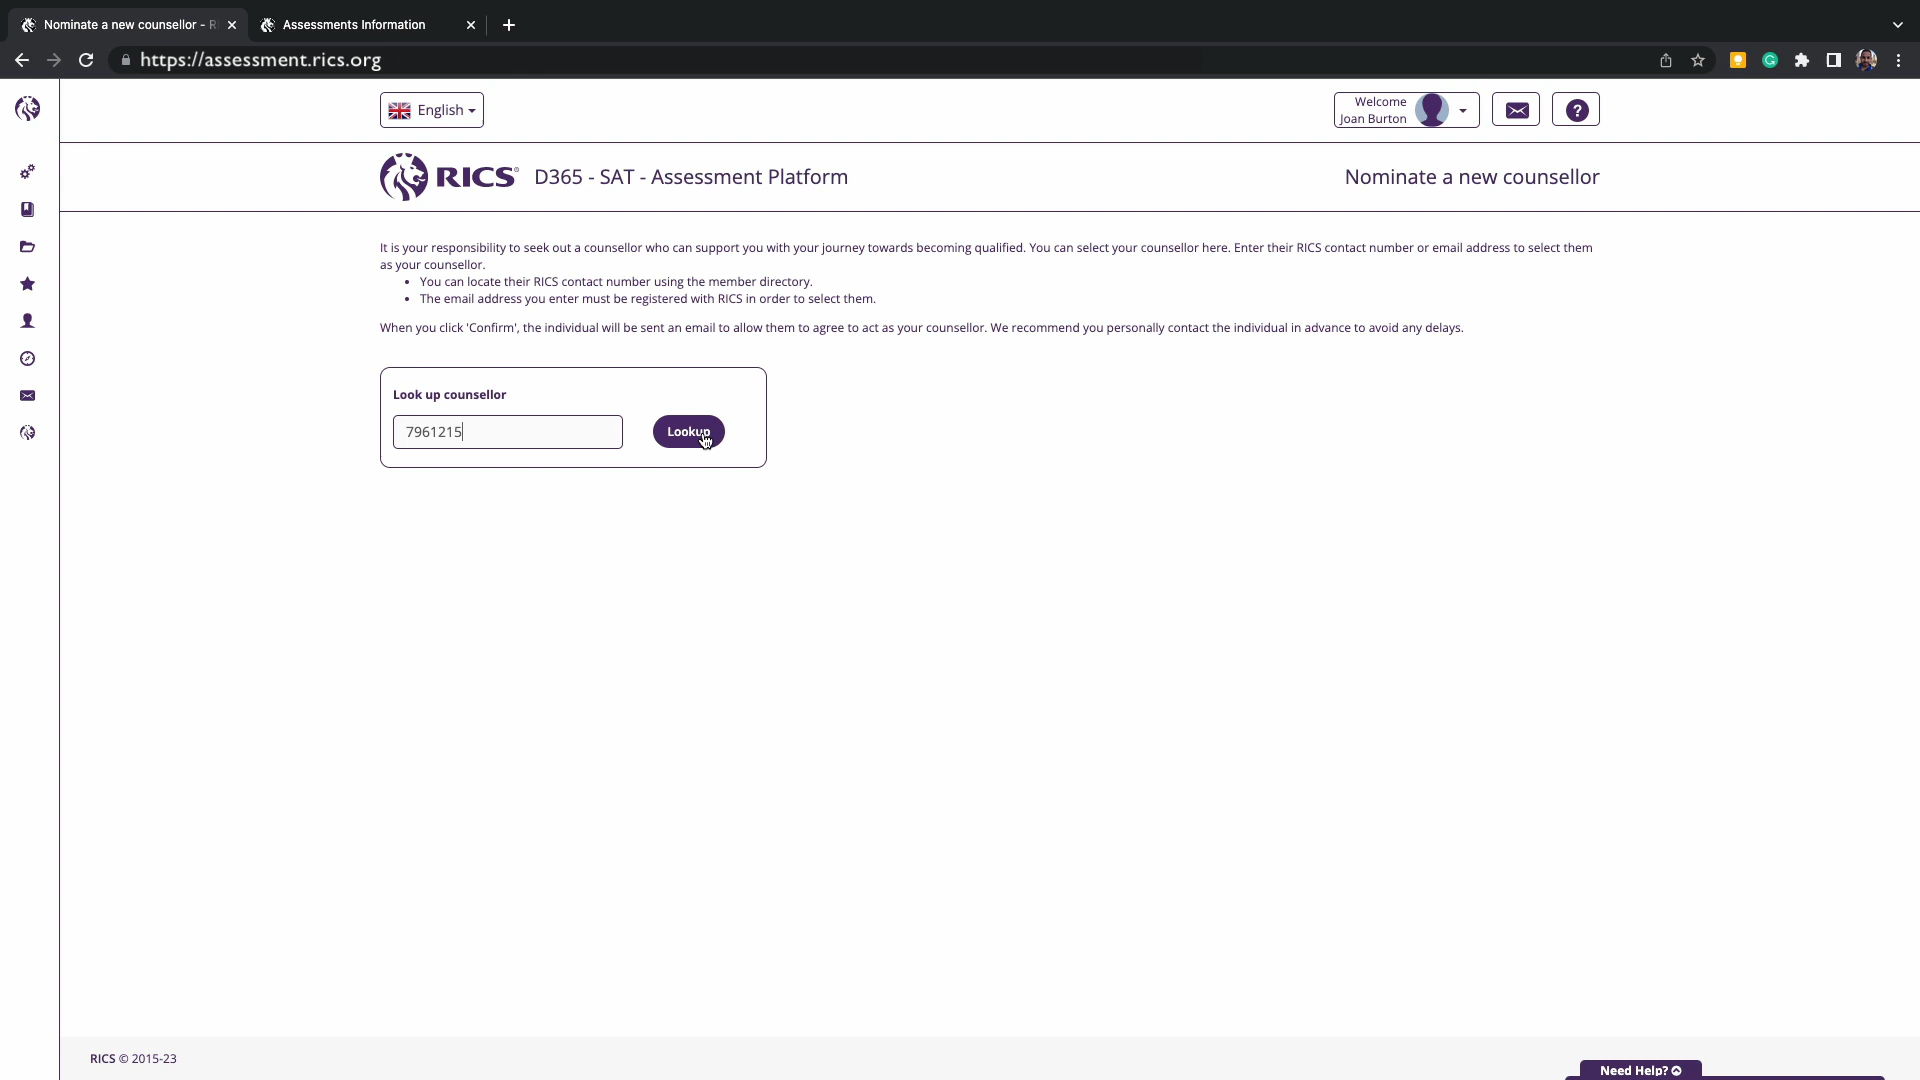 Nominate a new counsellor - R
Assessments Information
https://assessment.rics.org
English
Welcome
Joan Burton
RICS® D365 - SAT - Assessment Platform
Nominate a new counsellor
It is your responsibility to seek out a counsellor who can support you with your journey towards becoming qualified. You can select your counsellor here. Enter their RICS contact number or email address to select them
as your counsellor.
• You can locate their RICS contact number using the member directory.
• The email address you enter must be registered with RICS in order to select them.
When you click 'Confirm', the individual will be sent an email to allow them to agree to act as your counsellor. We recommend you personally contact the individual in advance to avoid any delays.
Look up counsellor
7961215
Lookup
RICS © 2015-23
Need Help?